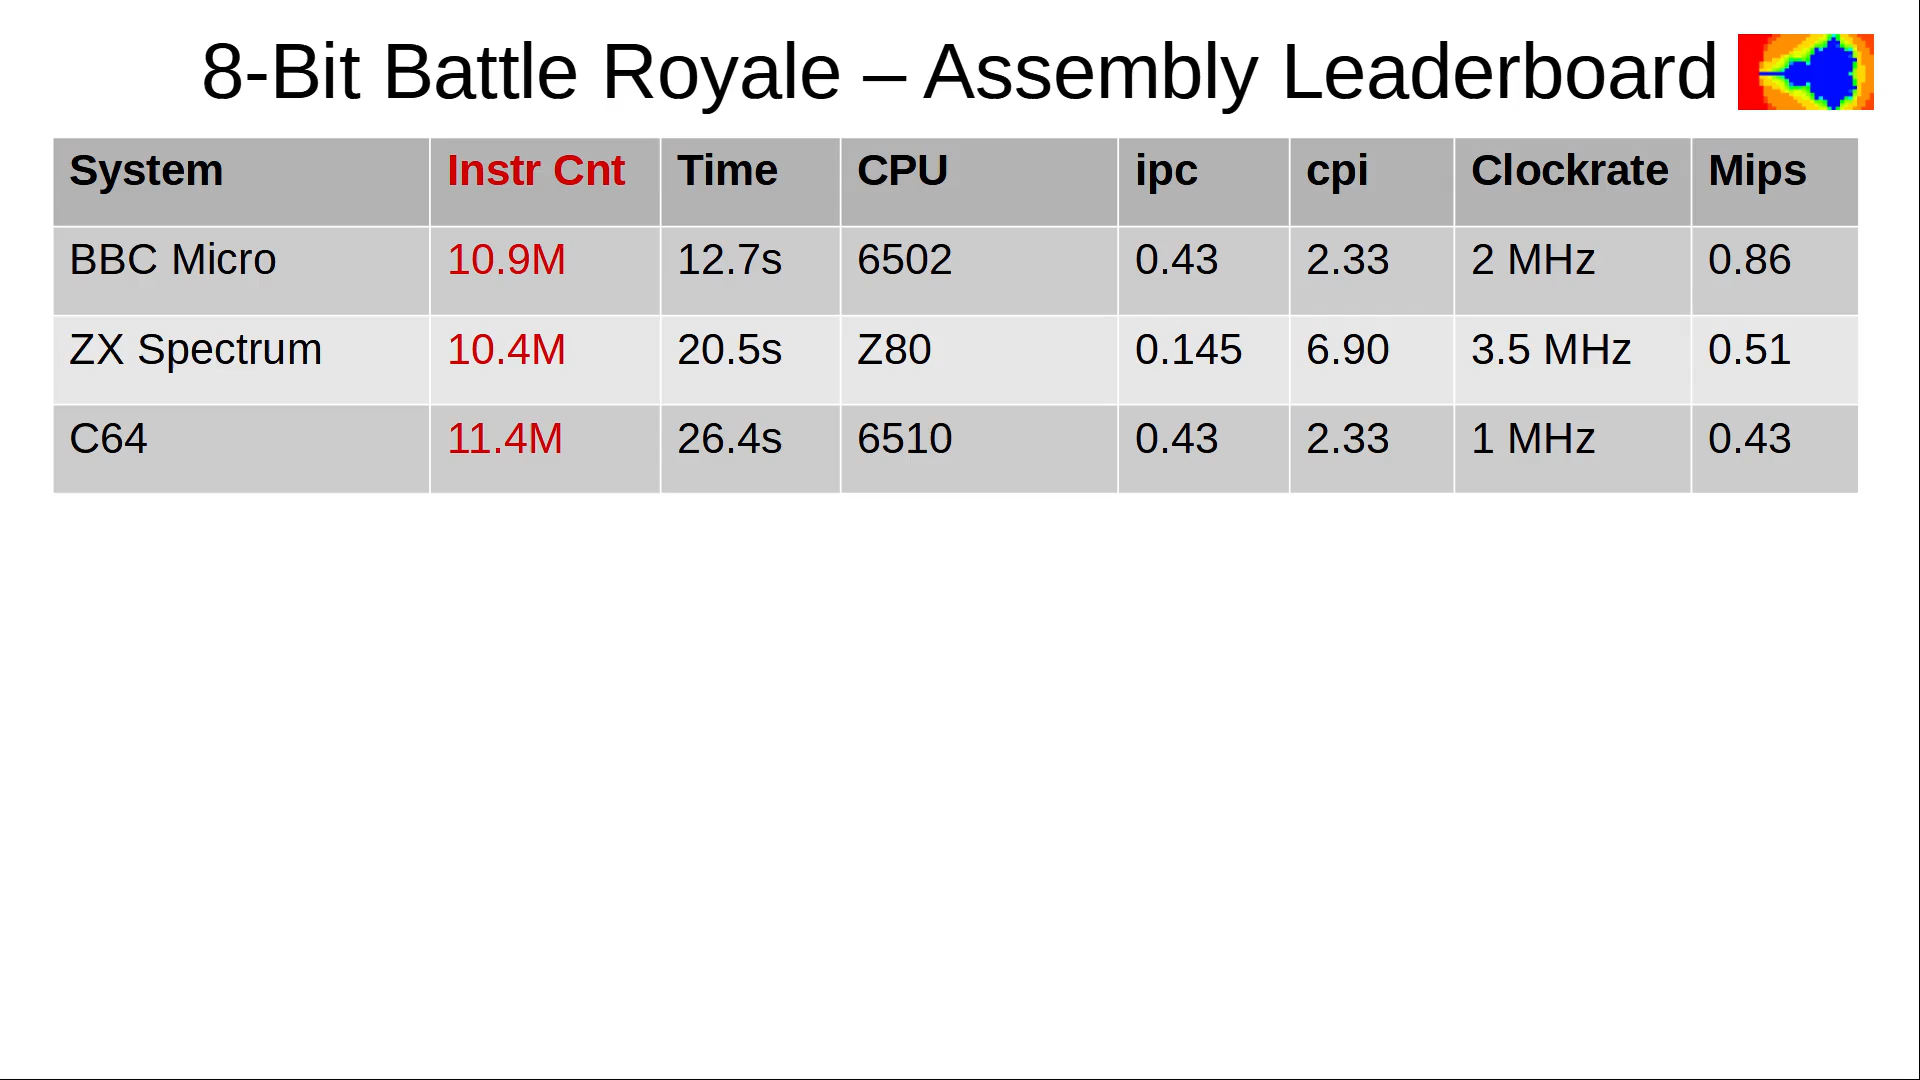 8-Bit Battle Royale – Assembly Leaderboard
System Instr Cnt Time CPU ipc cpi Clockrate Mips
BBC Micro 10.9M 12.7s 6502 0.43 2.33 2 MHz 0.86
ZX Spectrum 10.4M 20.5s Z80 0.145 6.90 3.5 MHz 0.51
C64 11.4M 26.4s 6510 0.43 2.33 1 MHz 0.43